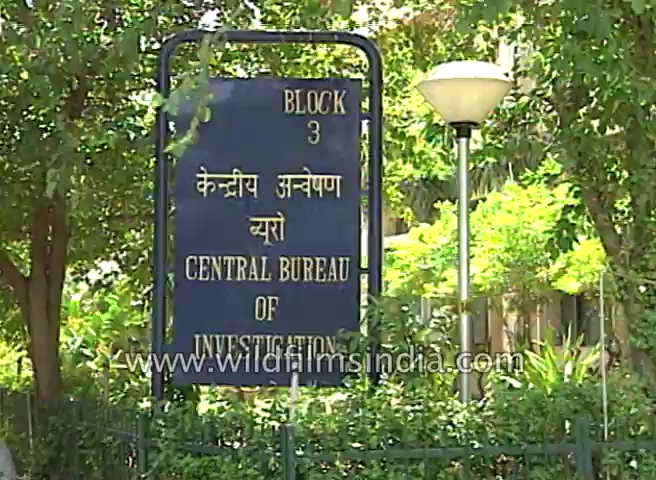 BLOCK
3
केन्द्रीय अन्वेषण
ब्यूरो
CENTRAL BUREAU
OF
INVESTIGATION
www.wildfilmsindia.com